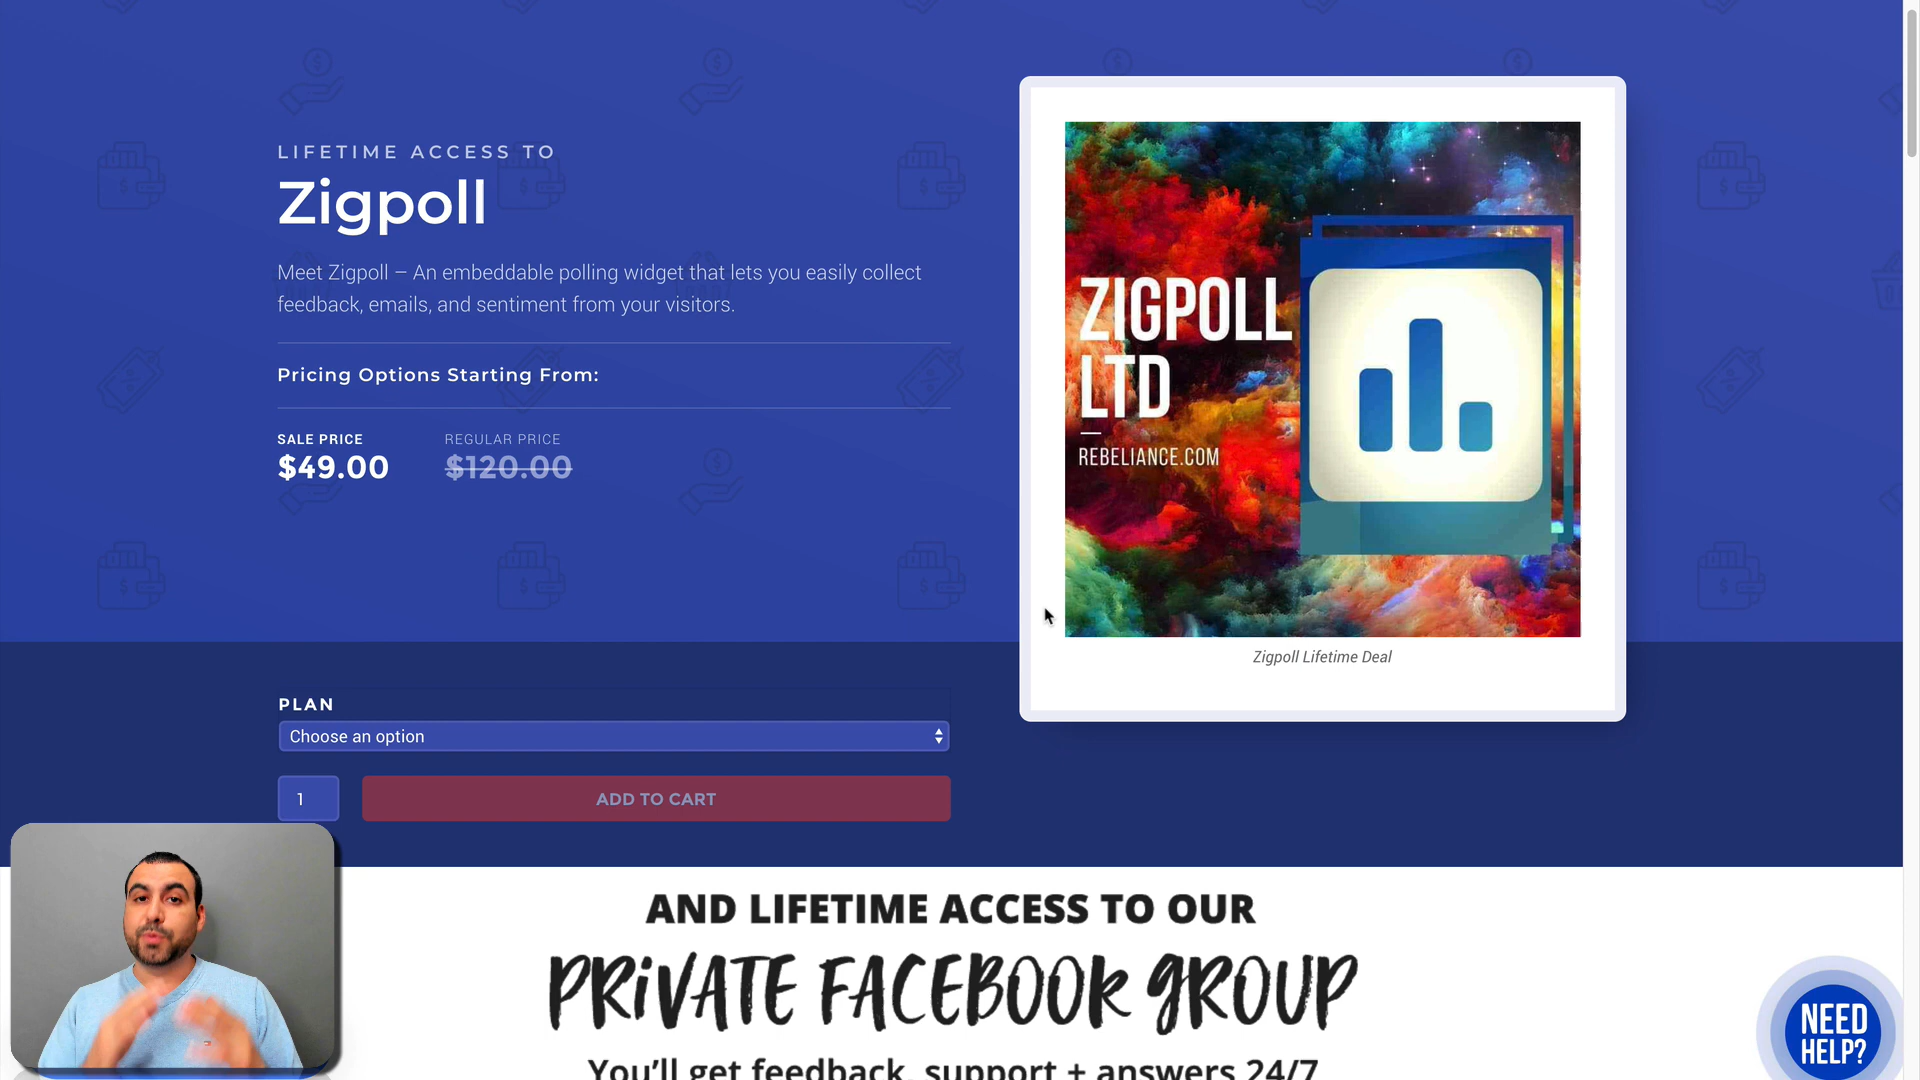 LIFETIME ACCESS TO
Zigpoll
Meet Zigpoll – An embeddable polling widget that lets you easily collect
feedback, emails, and sentiment from your visitors.
Pricing Options Starting From:
SALE PRICE
REGULAR PRICE
$49.00
$120.00
ZIGPOLL
LTD
REBELIANCE.COM
Zigpoll Lifetime Deal
PLAN
Choose an option
1
ADD TO CART
AND LIFETIME ACCESS TO OUR
PRiVATE FACEBOOK GROUP
You'll get feedback, support + answers 24/7
NEED
HELP?